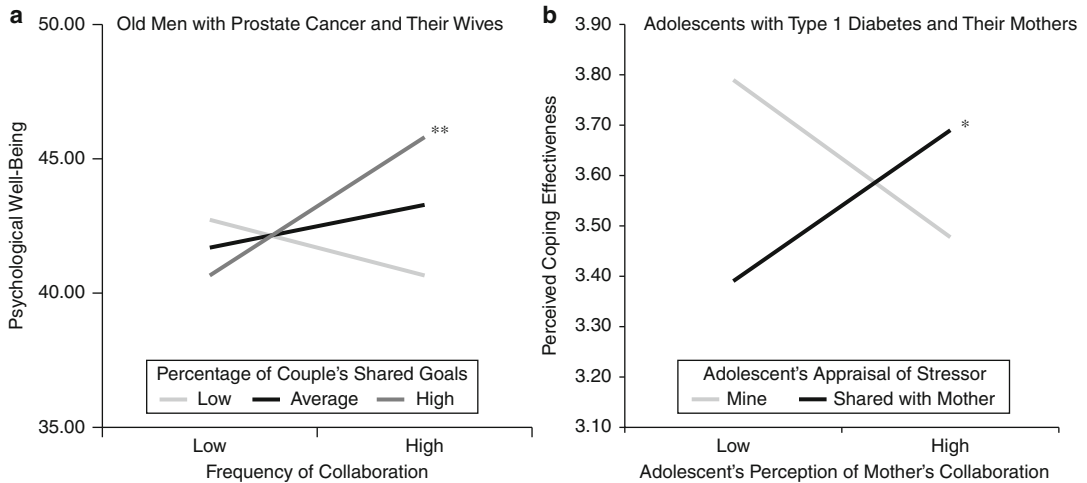 a
Old Men with Prostate Cancer and Their Wives
50.00
45.00
40.00
35.00
Psychological Well-Being
**
Percentage of Couple's Shared Goals
Low Average High
Low High
Frequency of Collaboration
b
Adolescents with Type 1 Diabetes and Their Mothers
3.90
3.80
3.70
3.60
3.50
3.40
3.30
3.20
3.10
Perceived Coping Effectiveness
*
Adolescent's Appraisal of Stressor
Mine Shared with Mother
Low High
Adolescent's Perception of Mother's Collaboration